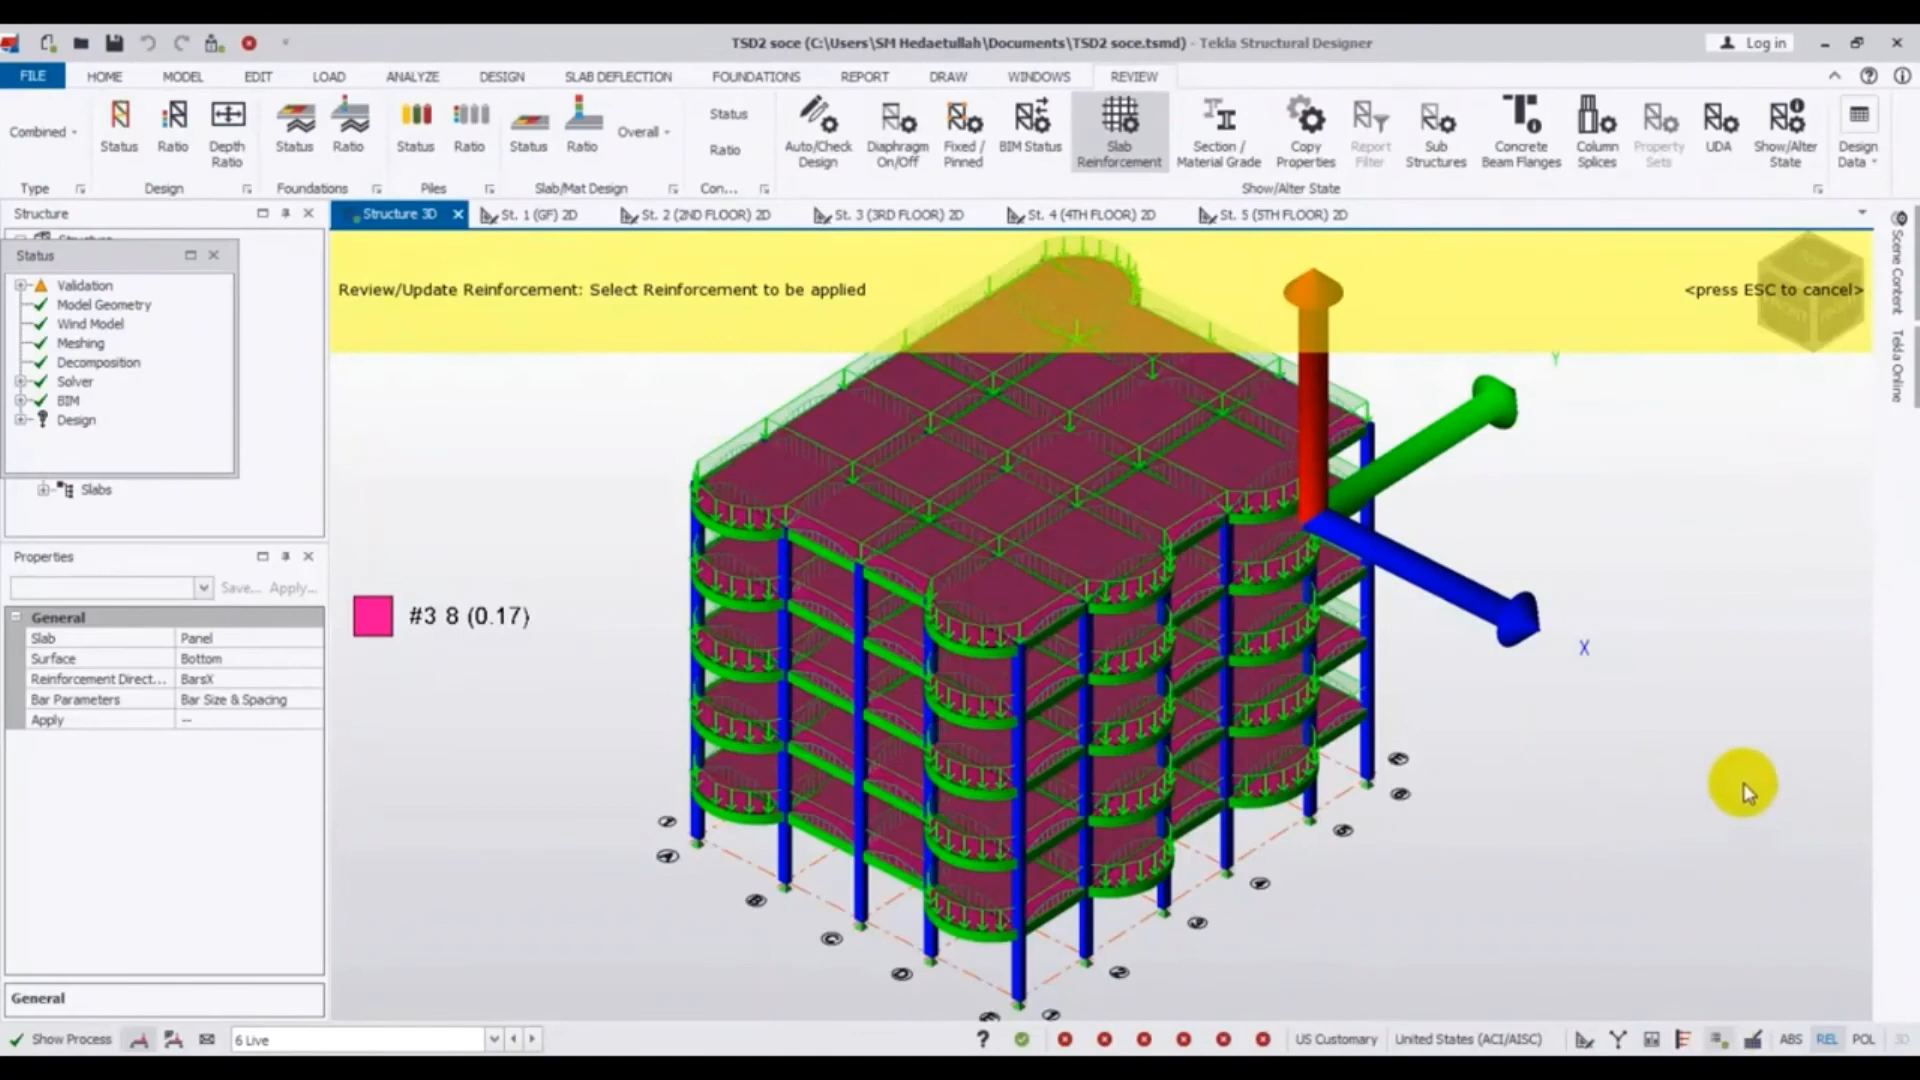 TSD2 soce (C:\Users\SM Hedaetullah\Documents\TSD2 soce.tsmd) - Tekla Structural Designer
Log in
FILE HOME MODEL EDIT LOAD ANALYZE DESIGN SLAB DEFLECTION FOUNDATIONS REPORT DRAW WINDOWS REVIEW
Combined
Status Ratio Depth Ratio
Status Ratio
Status Ratio
Status Ratio
Overall
Status
Ratio
Auto/Check Design
Diaphragm On/Off
Fixed / Pinned
BIM Status
Slab Reinforcement
Section / Material Grade
Copy Properties
Report Filter
Sub Structures
Concrete Beam Flanges
Column Splices
Property Sets
UDA
Show/Alter State
Design Data
Type Design Foundations Piles Slab/Mat Design Con... Show/Alter State
Structure
Structure 3D St. 1 (GF) 2D St. 2 (2ND FLOOR) 2D St. 3 (3RD FLOOR) 2D St. 4 (4TH FLOOR) 2D St. 5 (5TH FLOOR) 2D
Status
Validation
Model Geometry
Wind Model
Meshing
Decomposition
Solver
BIM
Design
Slabs
Review/Update Reinforcement: Select Reinforcement to be applied
<press ESC to cancel>
Scene Content
Tekla Online
Y
X
#3 8 (0.17)
Properties
Save... Apply...
General
Slab Panel
Surface Bottom
Reinforcement Direct... BarsX
Bar Parameters Bar Size & Spacing
Apply --
General
Show Process
6 Live
US Customary
United States (ACI/AISC)
ABS REL POL 3D